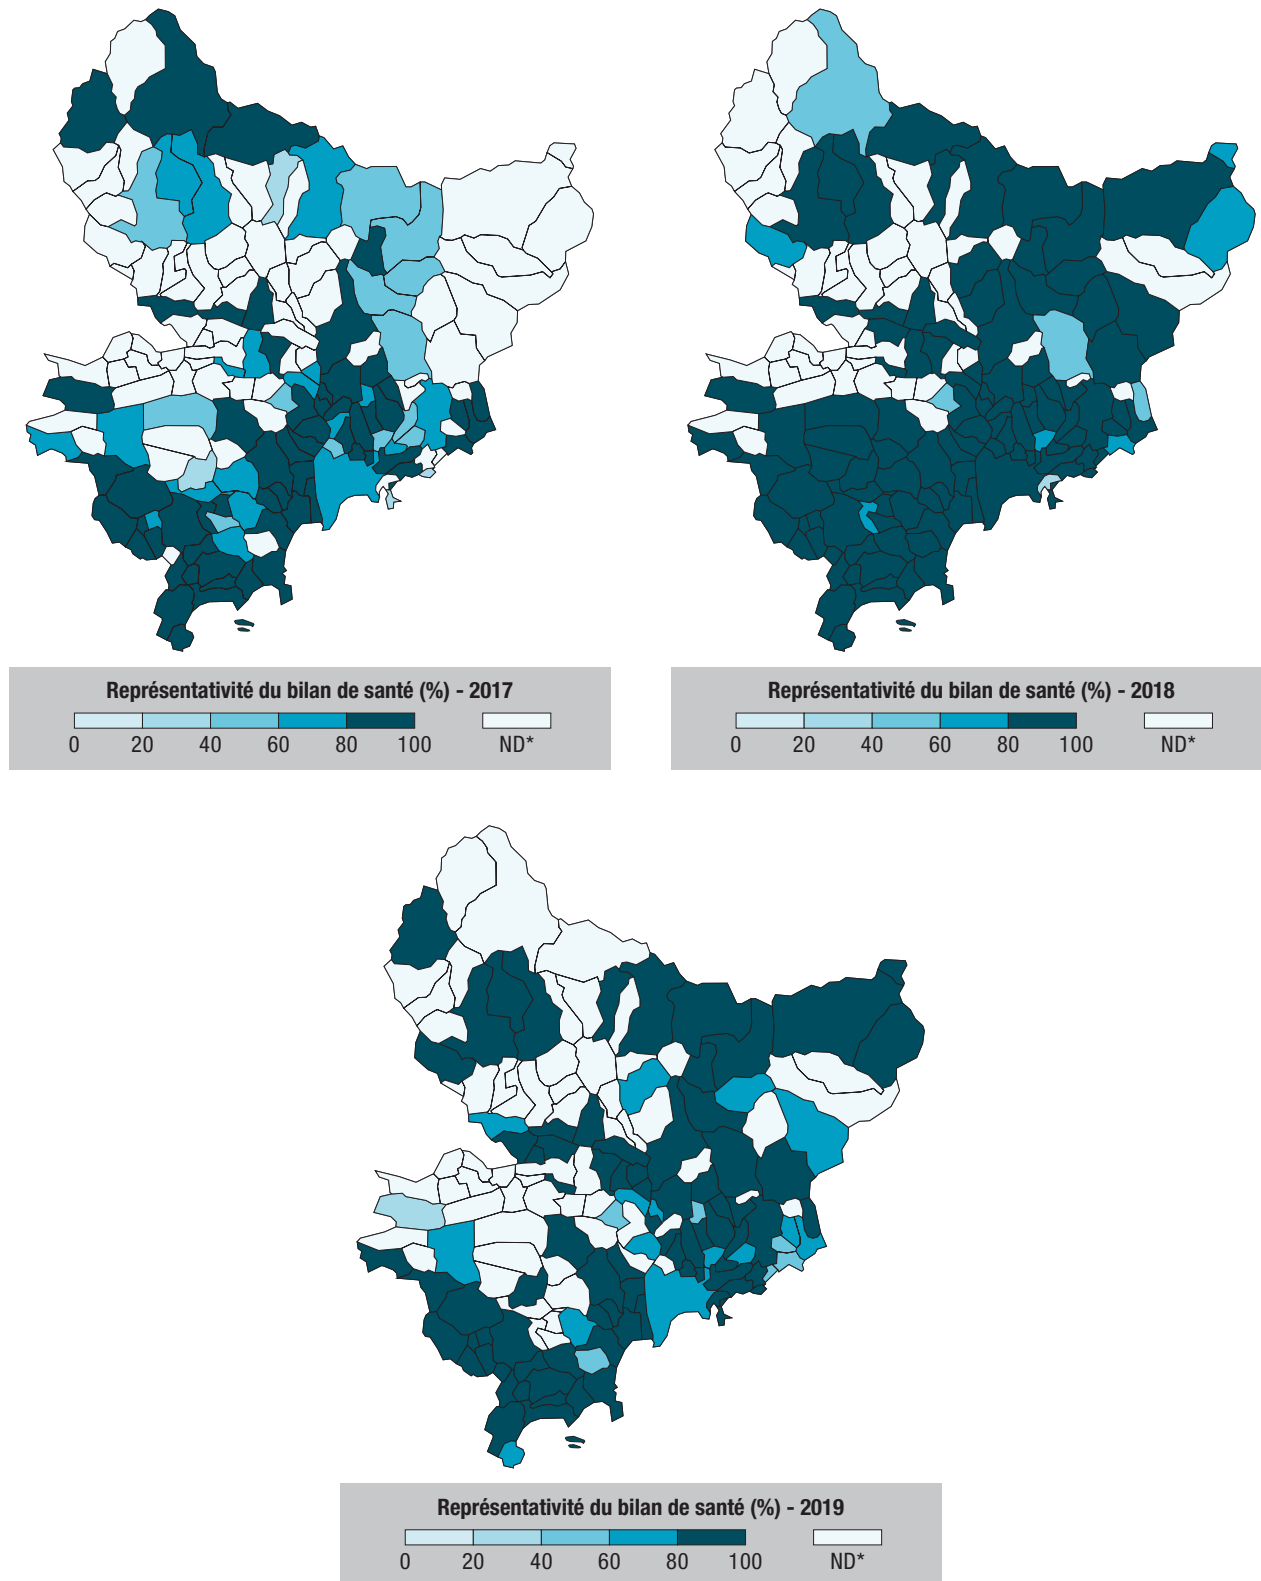 Représentativité du bilan de santé (%) - 2017
0 20 40 60 80 100 ND*
Représentativité du bilan de santé (%) - 2018
0 20 40 60 80 100 ND*
Représentativité du bilan de santé (%) - 2019
0 20 40 60 80 100 ND*